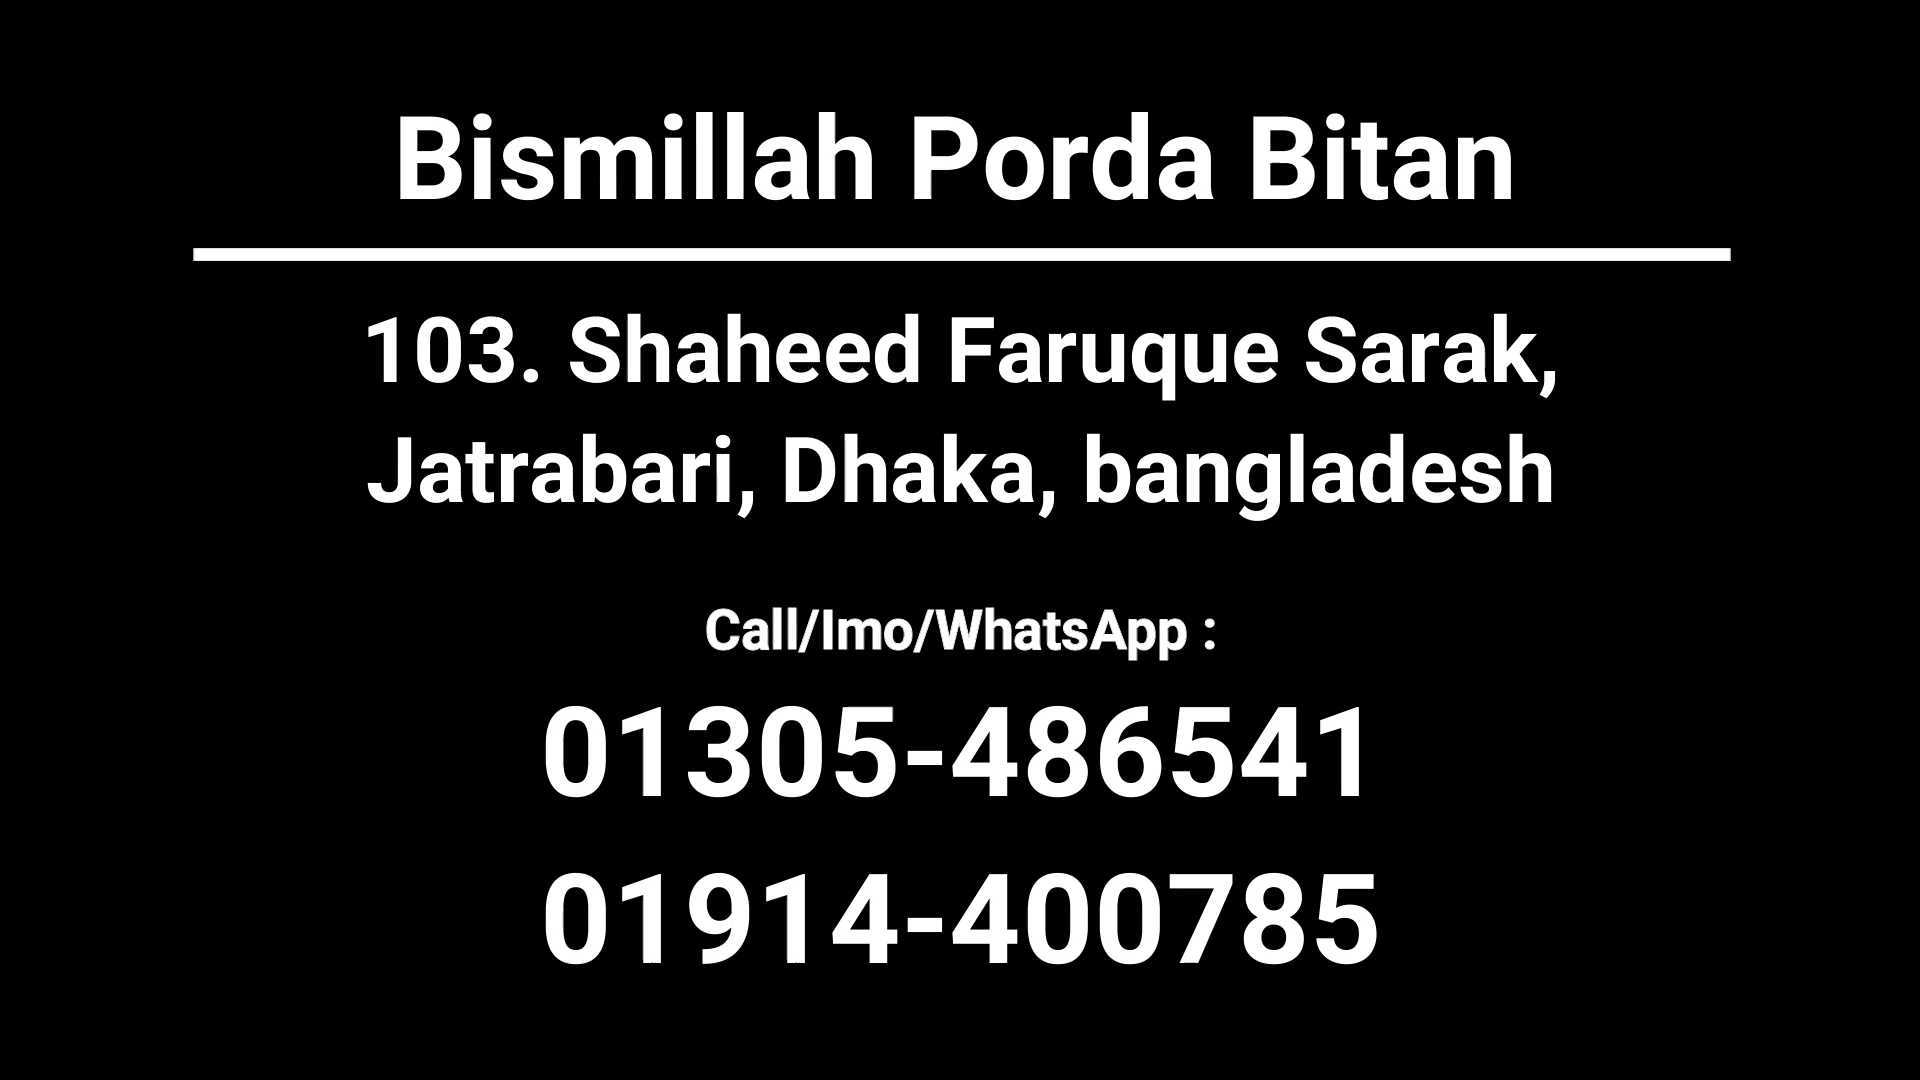 Bismillah Porda Bitan
103. Shaheed Faruque Sarak,
Jatrabari, Dhaka, bangladesh
Call/Imo/WhatsApp :
01305-486541
01914-400785